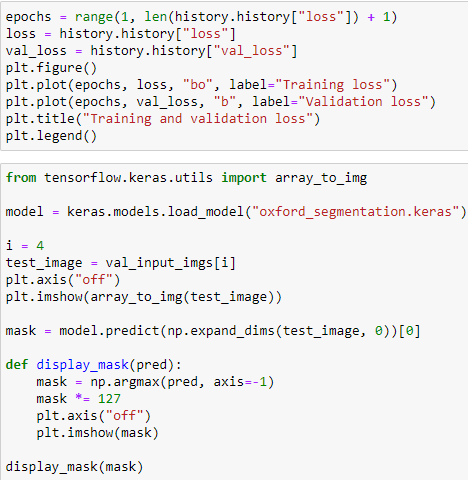 epochs = range(1, len(history.history["loss"]) + 1)
loss = history.history["loss"]
val_loss = history.history["val_loss"]
plt.figure()
plt.plot(epochs, loss, "bo", label="Training loss")
plt.plot(epochs, val_loss, "b", label="Validation loss")
plt.title("Training and validation loss")
plt.legend()
from tensorflow.keras.utils import array_to_img
model = keras.models.load_model("oxford_segmentation.keras")
i = 4
test_image = val_input_imgs[i]
plt.axis("off")
plt.imshow(array_to_img(test_image))
mask = model.predict(np.expand_dims(test_image, 0))[0]
def display_mask(pred):
    mask = np.argmax(pred, axis=-1)
    mask *= 127
    plt.axis("off")
    plt.imshow(mask)
display_mask(mask)